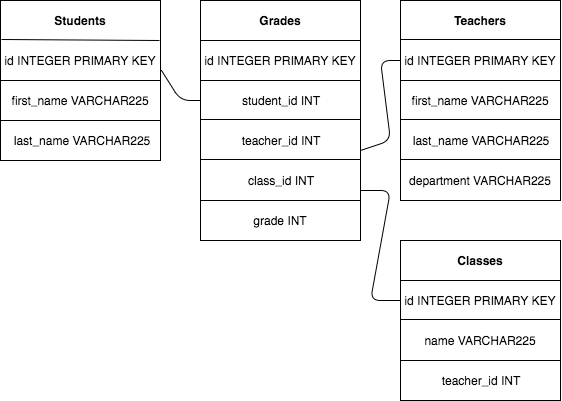 Students
id INTEGER PRIMARY KEY
first_name VARCHAR225
last_name VARCHAR225
Grades
id INTEGER PRIMARY KEY
student_id INT
teacher_id INT
class_id INT
grade INT
Teachers
id INTEGER PRIMARY KEY
first_name VARCHAR225
last_name VARCHAR225
department VARCHAR225
Classes
id INTEGER PRIMARY KEY
name VARCHAR225
teacher_id INT